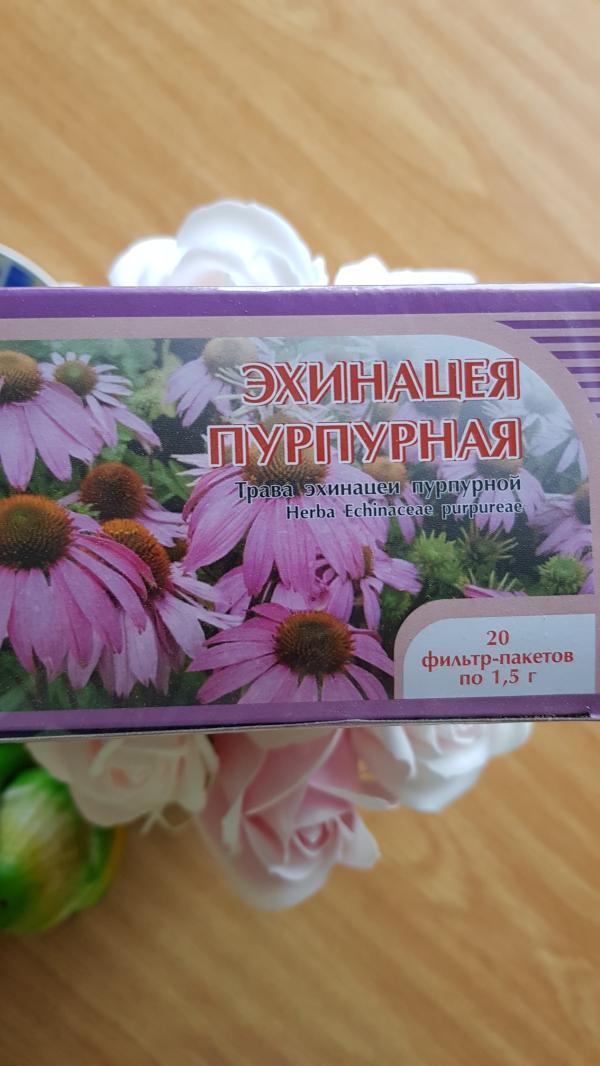 ЭХИНАЦЕЯ
ПУРПУРНАЯ
Трава эхинацеи пурпурной
Herba Echinaceae purpureae
20
фильтр-пакетов
по 1,5 г